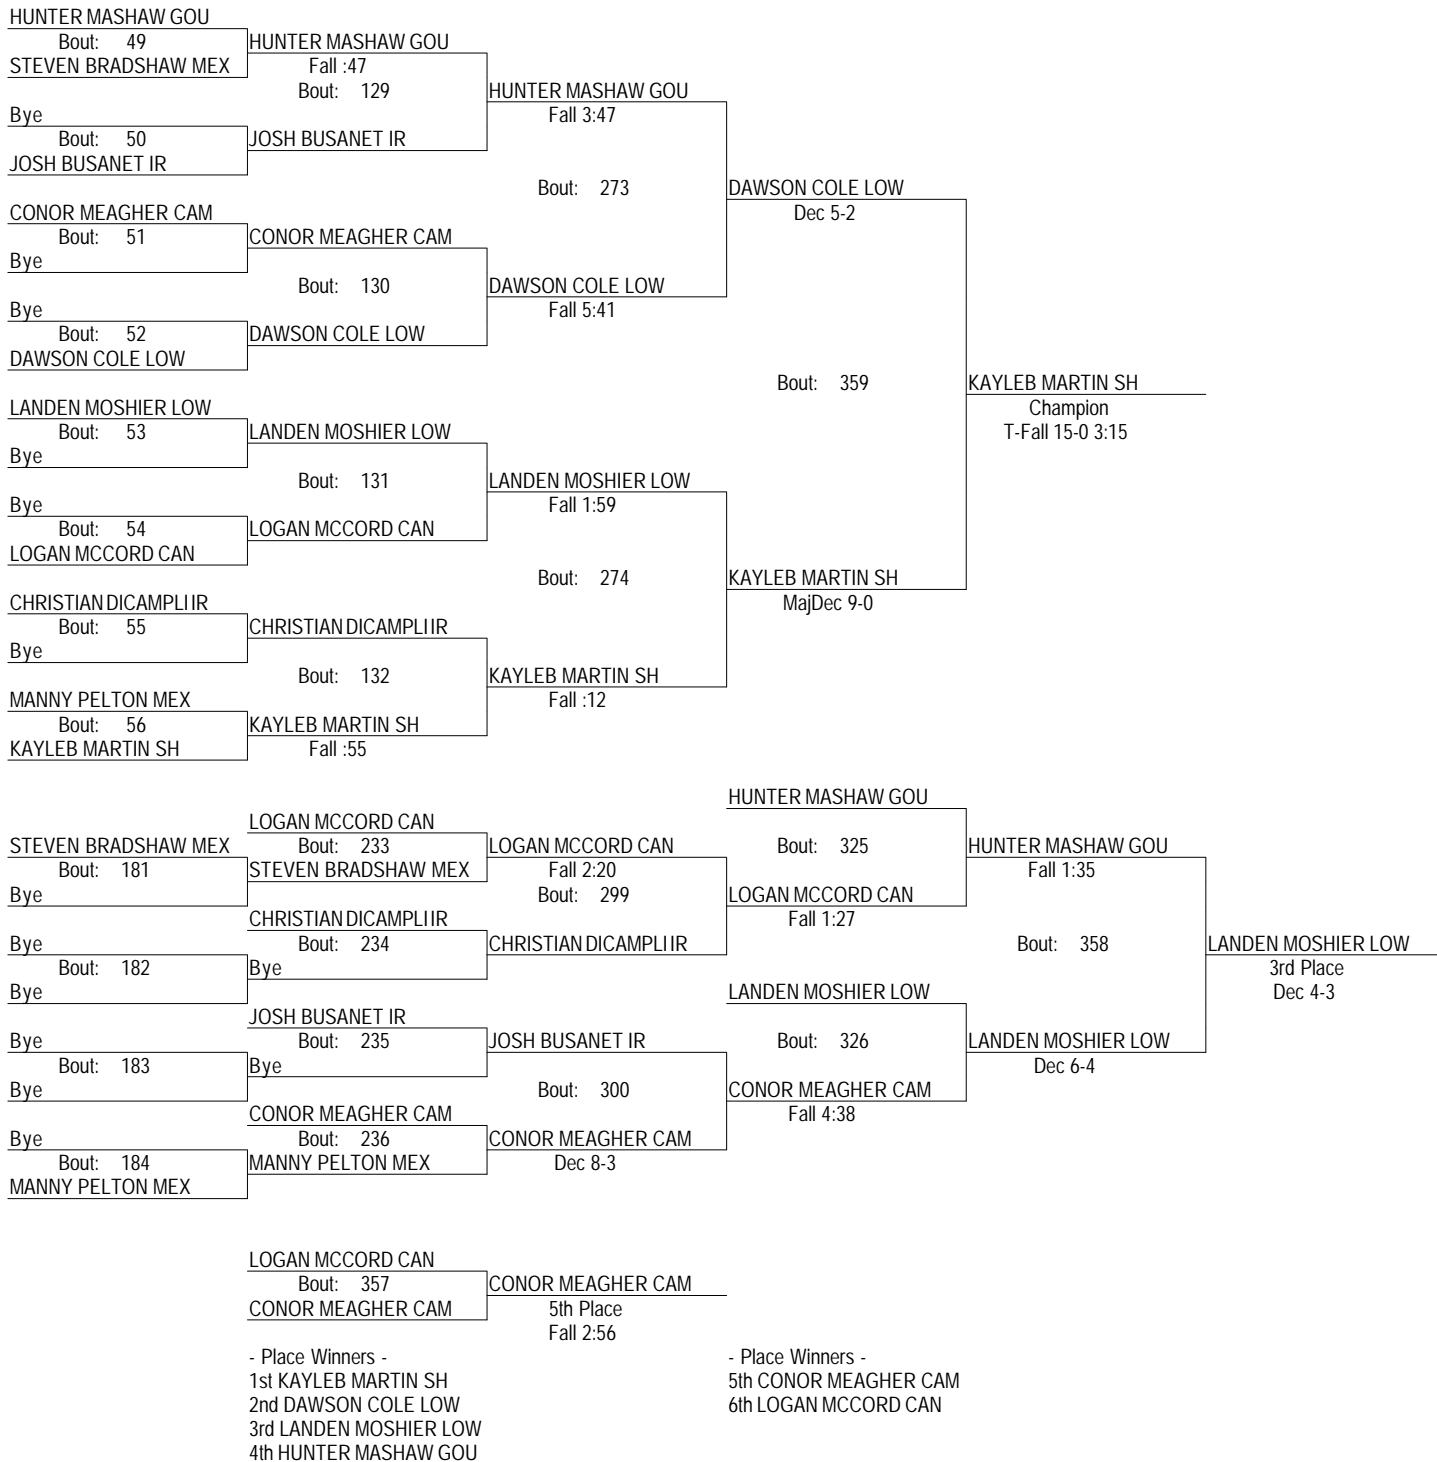 HUNTER MASHAW GOU
Bout: 49 HUNTER MASHAW GOU
STEVEN BRADSHAW MEX Fall :47
Bout: 129 HUNTER MASHAW GOU
Bye Fall 3:47
Bout: 50 JOSH BUSANET IR
JOSH BUSANET IR
Bout: 273 DAWSON COLE LOW
CONOR MEAGHER CAM Dec 5-2
Bout: 51 CONOR MEAGHER CAM
Bye
Bout: 130 DAWSON COLE LOW
Bye Fall 5:41
Bout: 52 DAWSON COLE LOW
DAWSON COLE LOW
Bout: 359 KAYLEB MARTIN SH
LANDEN MOSHIER LOW Champion
Bout: 53 LANDEN MOSHIER LOW T-Fall 15-0 3:15
Bye
Bout: 131 LANDEN MOSHIER LOW
Bye Fall 1:59
Bout: 54 LOGAN MCCORD CAN
LOGAN MCCORD CAN
Bout: 274 KAYLEB MARTIN SH
CHRISTIAN DICAMPLI IR MajDec 9-0
Bout: 55 CHRISTIAN DICAMPLI IR
Bye
Bout: 132 KAYLEB MARTIN SH
MANNY PELTON MEX Fall :12
Bout: 56 KAYLEB MARTIN SH
KAYLEB MARTIN SH Fall :55
HUNTER MASHAW GOU
LOGAN MCCORD CAN
STEVEN BRADSHAW MEX Bout: 233 LOGAN MCCORD CAN Bout: 325 HUNTER MASHAW GOU
Bout: 181 STEVEN BRADSHAW MEX Fall 2:20 Fall 1:35
Bye Bout: 299 LOGAN MCCORD CAN
CHRISTIAN DICAMPLI IR Fall 1:27
Bye Bout: 234 CHRISTIAN DICAMPLI IR Bout: 358 LANDEN MOSHIER LOW
Bout: 182 Bye 3rd Place
Bye LANDEN MOSHIER LOW Dec 4-3
JOSH BUSANET IR
Bye Bout: 235 JOSH BUSANET IR Bout: 326 LANDEN MOSHIER LOW
Bout: 183 Bye Dec 6-4
Bye Bout: 300 CONOR MEAGHER CAM
CONOR MEAGHER CAM Fall 4:38
Bye Bout: 236 CONOR MEAGHER CAM
Bout: 184 MANNY PELTON MEX Dec 8-3
MANNY PELTON MEX
LOGAN MCCORD CAN
Bout: 357 CONOR MEAGHER CAM
CONOR MEAGHER CAM 5th Place
Fall 2:56
- Place Winners - - Place Winners -
1st KAYLEB MARTIN SH 5th CONOR MEAGHER CAM
2nd DAWSON COLE LOW 6th LOGAN MCCORD CAN
3rd LANDEN MOSHIER LOW
4th HUNTER MASHAW GOU